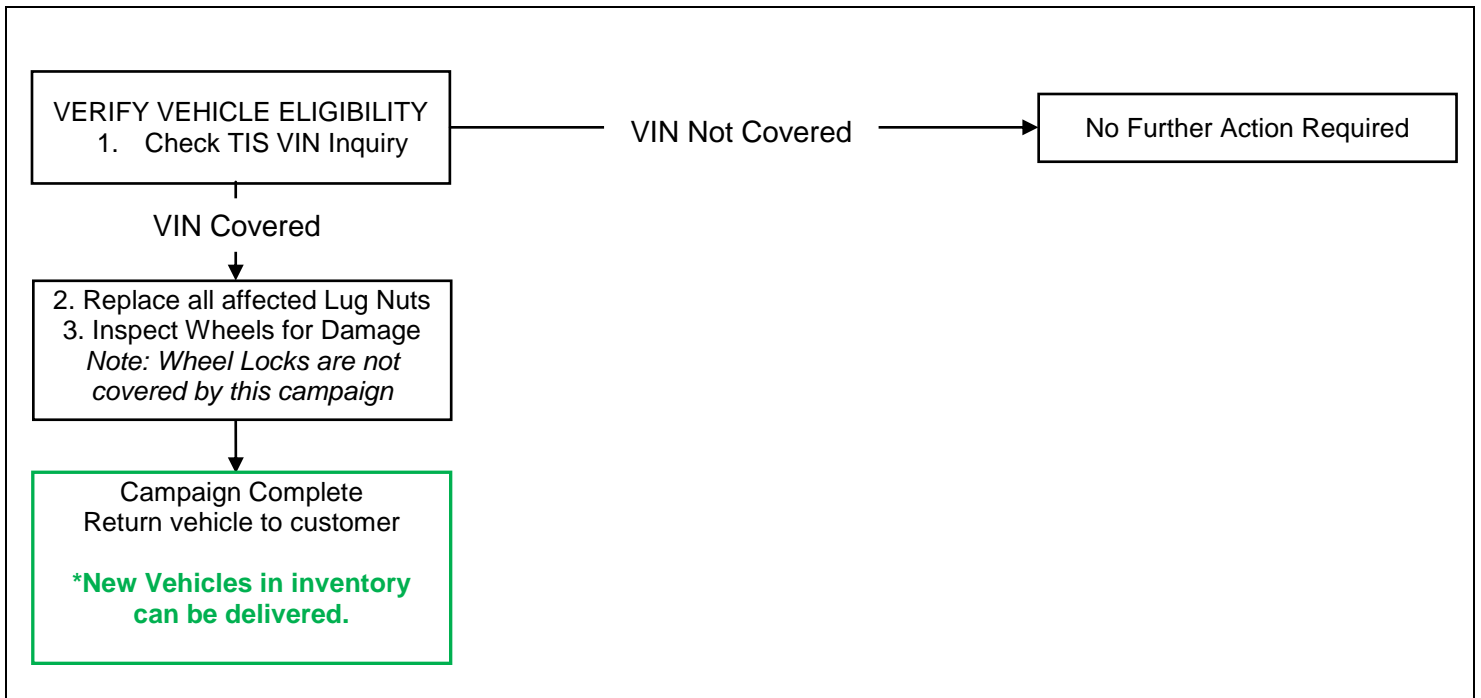 VERIFY VEHICLE ELIGIBILITY
1. Check TIS VIN Inquiry
VIN Not Covered
No Further Action Required
VIN Covered
2. Replace all affected Lug Nuts
3. Inspect Wheels for Damage
Note: Wheel Locks are not
covered by this campaign
Campaign Complete
Return vehicle to customer
*New Vehicles in inventory
can be delivered.